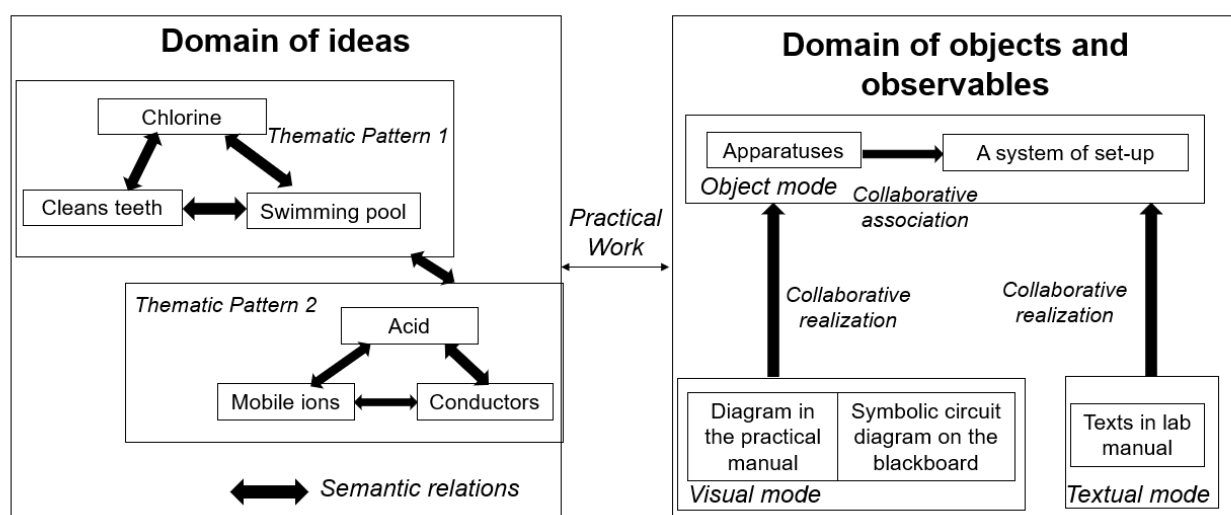 Domain of ideas
Chlorine
Thematic Pattern 1
Cleans teeth
Swimming pool
Thematic Pattern 2
Acid
Mobile ions
Conductors
Semantic relations
Practical
Work
Domain of objects and
observables
Apparatuses
A system of set-up
Object mode
Collaborative
association
Collaborative
realization
Collaborative
realization
Diagram in
the practical
manual
Symbolic circuit
diagram on the
blackboard
Visual mode
Texts in lab
manual
Textual mode